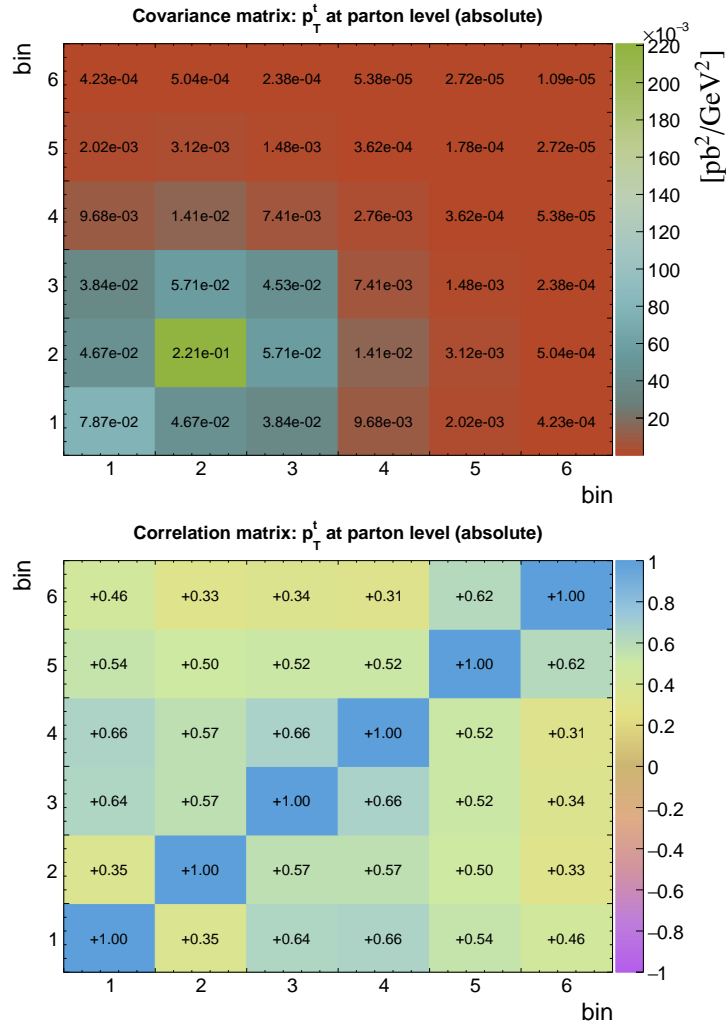 Covariance matrix: p_T^t at parton level (absolute)
bin
×10⁻³
[pb²/GeV²]
6 4.23e-04 5.04e-04 2.38e-04 5.38e-05 2.72e-05 1.09e-05
5 2.02e-03 3.12e-03 1.48e-03 3.62e-04 1.78e-04 2.72e-05
4 9.68e-03 1.41e-02 7.41e-03 2.76e-03 3.62e-04 5.38e-05
3 3.84e-02 5.71e-02 4.53e-02 7.41e-03 1.48e-03 2.38e-04
2 4.67e-02 2.21e-01 5.71e-02 1.41e-02 3.12e-03 5.04e-04
1 7.87e-02 4.67e-02 3.84e-02 9.68e-03 2.02e-03 4.23e-04
1 2 3 4 5 6
bin
220
200
180
160
140
120
100
80
60
40
20
Correlation matrix: p_T^t at parton level (absolute)
bin
6 +0.46 +0.33 +0.34 +0.31 +0.62 +1.00
5 +0.54 +0.50 +0.52 +0.52 +1.00 +0.62
4 +0.66 +0.57 +0.66 +1.00 +0.52 +0.31
3 +0.64 +0.57 +1.00 +0.66 +0.52 +0.34
2 +0.35 +1.00 +0.57 +0.57 +0.50 +0.33
1 +1.00 +0.35 +0.64 +0.66 +0.54 +0.46
1 2 3 4 5 6
bin
1
0.8
0.6
0.4
0.2
0
−0.2
−0.4
−0.6
−0.8
−1